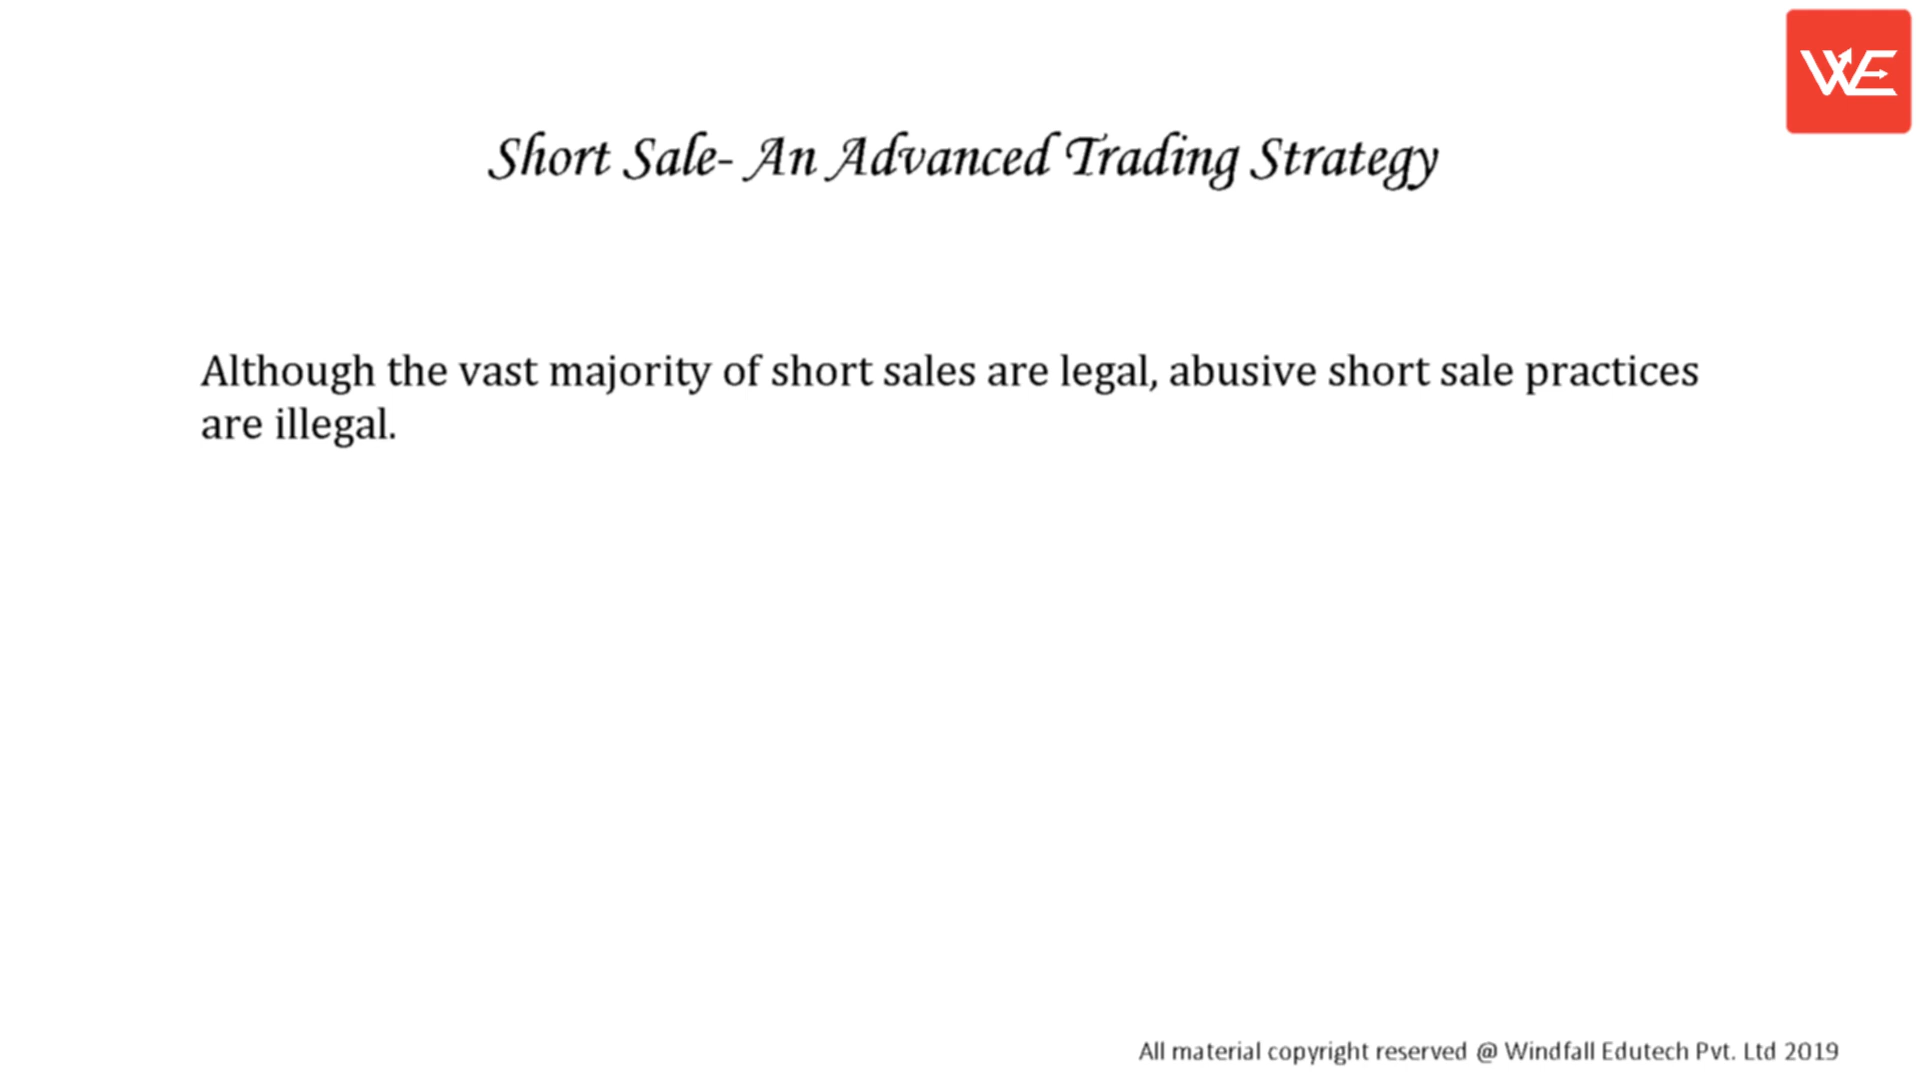 WE
Short Sale- An Advanced Trading Strategy
Although the vast majority of short sales are legal, abusive short sale practices
are illegal.
All material copyright reserved @ Windfall Edutech Pvt. Ltd 2019